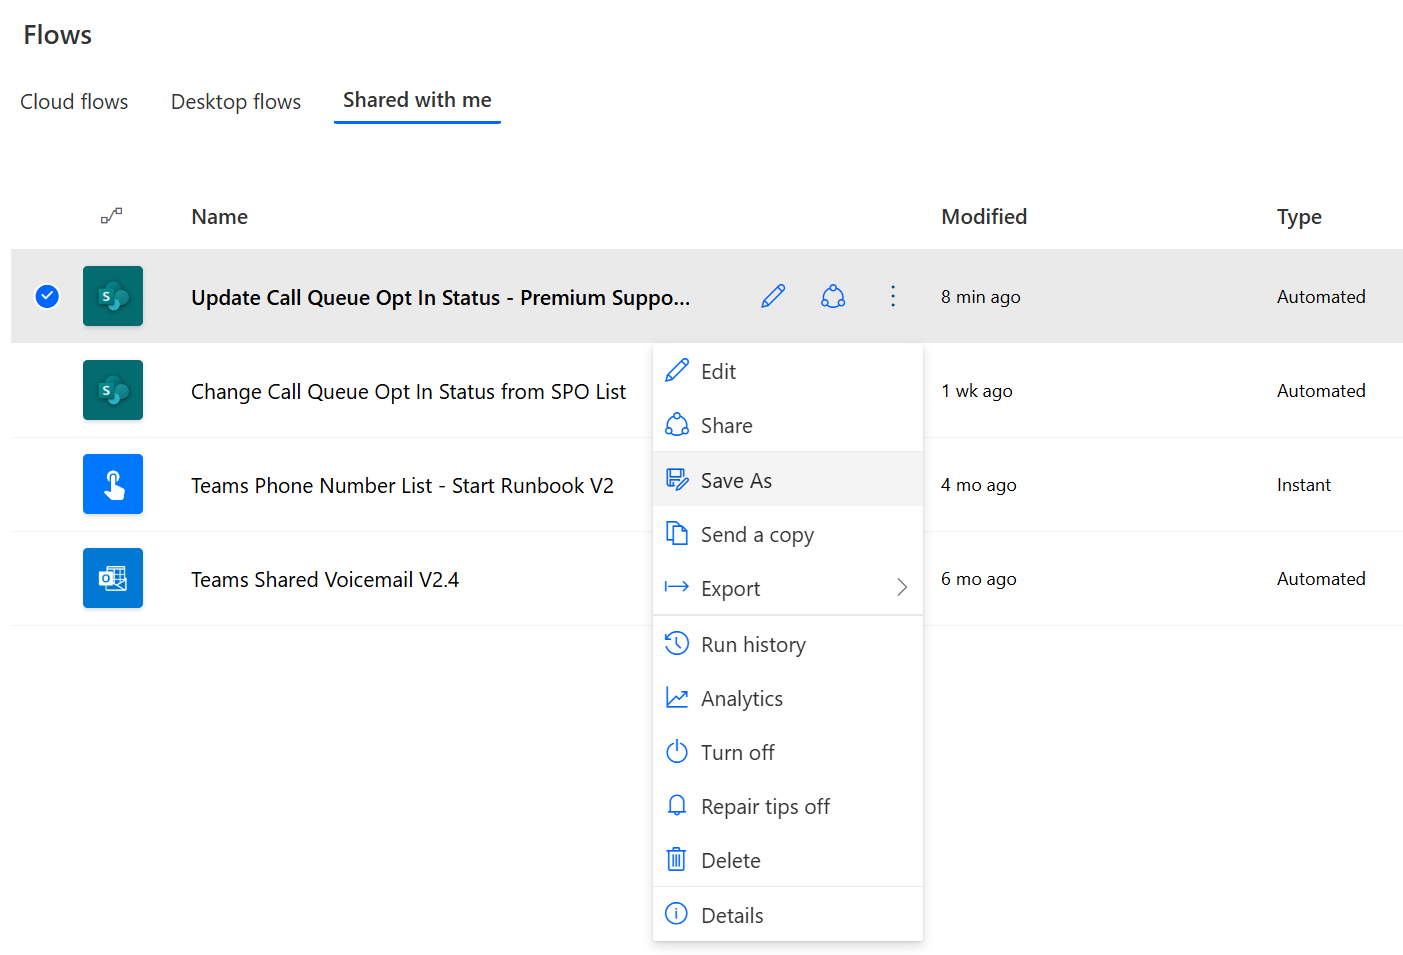 Flows
Cloud flows Desktop flows Shared with me
Name Modified Type
Update Call Queue Opt In Status - Premium Suppo... 8 min ago Automated
Change Call Queue Opt In Status from SPO List 1 wk ago Automated
Teams Phone Number List - Start Runbook V2 4 mo ago Instant
Teams Shared Voicemail V2.4 6 mo ago Automated
Edit
Share
Save As
Send a copy
Export
Run history
Analytics
Turn off
Repair tips off
Delete
Details